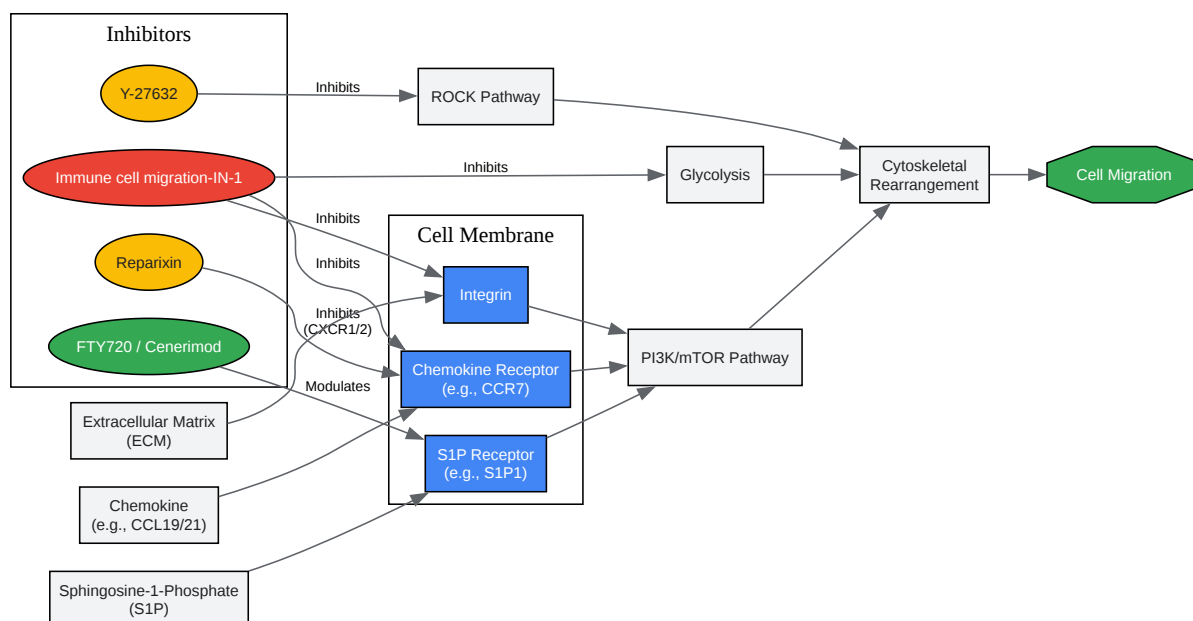 Inhibitors
Y-27632
Inhibits
ROCK Pathway
Immune cell migration-IN-1
Inhibits
Glycolysis
Cytoskeletal
Rearrangement
Cell Migration
Inhibits
Cell Membrane
Reparixin
Inhibits
Integrin
Inhibits
(CXCR1/2)
FTY720 / Cenerimod
Chemokine Receptor
(e.g., CCR7)
PI3K/mTOR Pathway
Modulates
Extracellular Matrix
(ECM)
S1P Receptor
(e.g., S1P1)
Chemokine
(e.g., CCL19/21)
Sphingosine-1-Phosphate
(S1P)